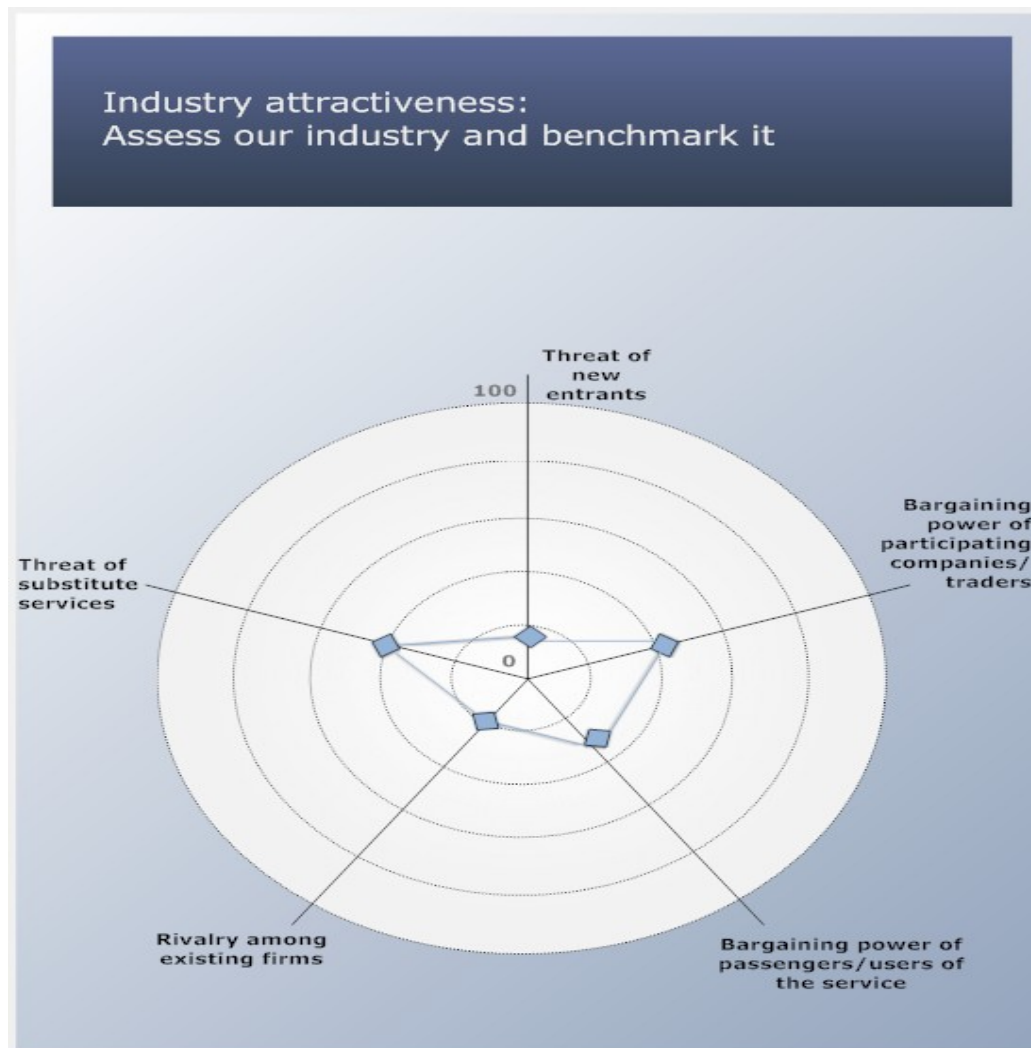 Industry attractiveness:
Assess our industry and benchmark it
Threat of
new
entrants
100
Bargaining
power of
participating
companies/
traders
Threat of
substitute
services
0
Rivalry among
existing firms
Bargaining power of
passengers/users of
the service